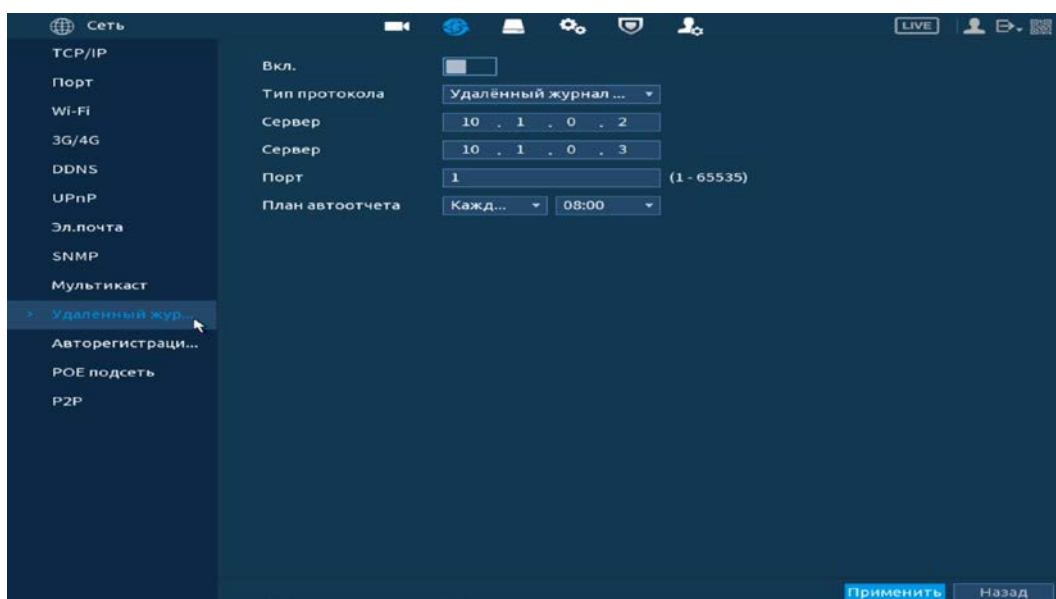 Сеть
LIVE
TCP/IP
Порт
Wi-Fi
3G/4G
DDNS
UPnP
Эл.почта
SNMP
Мультикаст
> Удаленный жур...
Авторегистраци...
POE подсеть
P2P
Вкл.
Тип протокола Удалённый журнал ...
Сервер 10 . 1 . 0 . 2
Сервер 10 . 1 . 0 . 3
Порт 1 (1 - 65535)
План автоотчета Кажд... 08:00
Применить Назад